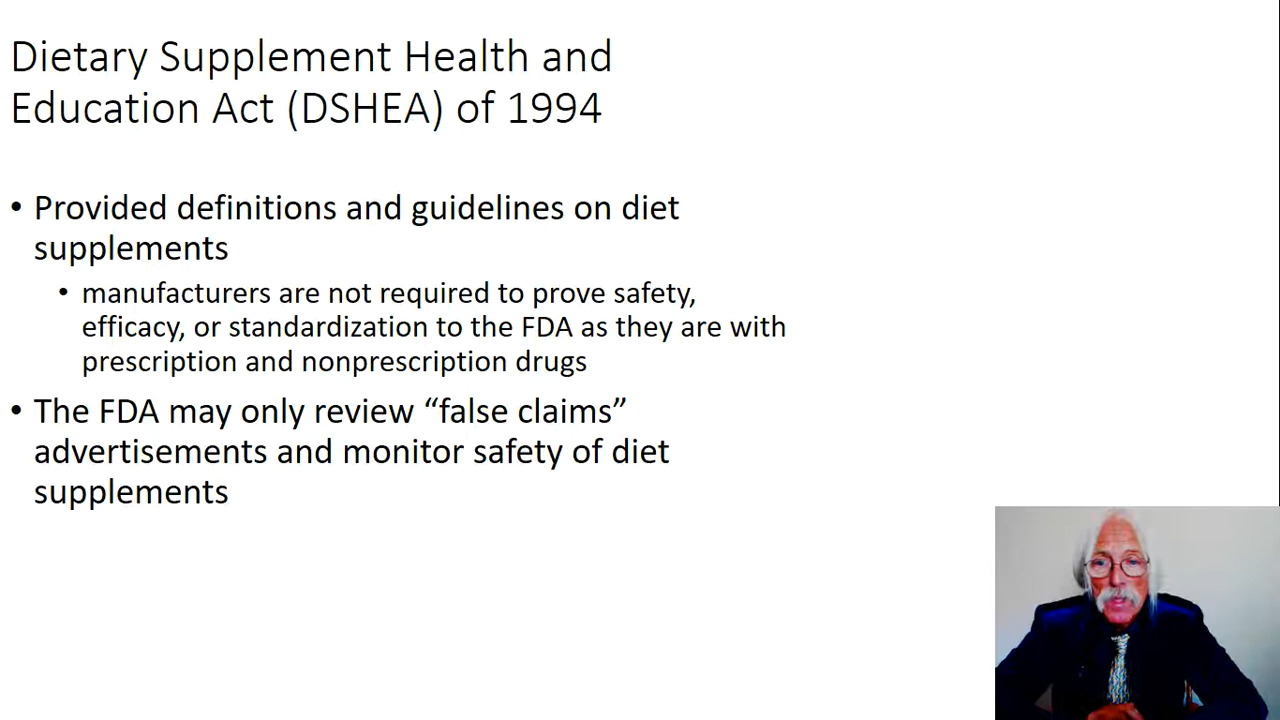 Dietary Supplement Health and
Education Act (DSHEA) of 1994
• Provided definitions and guidelines on diet
supplements
• manufacturers are not required to prove safety,
efficacy, or standardization to the FDA as they are with
prescription and nonprescription drugs
• The FDA may only review “false claims”
advertisements and monitor safety of diet
supplements